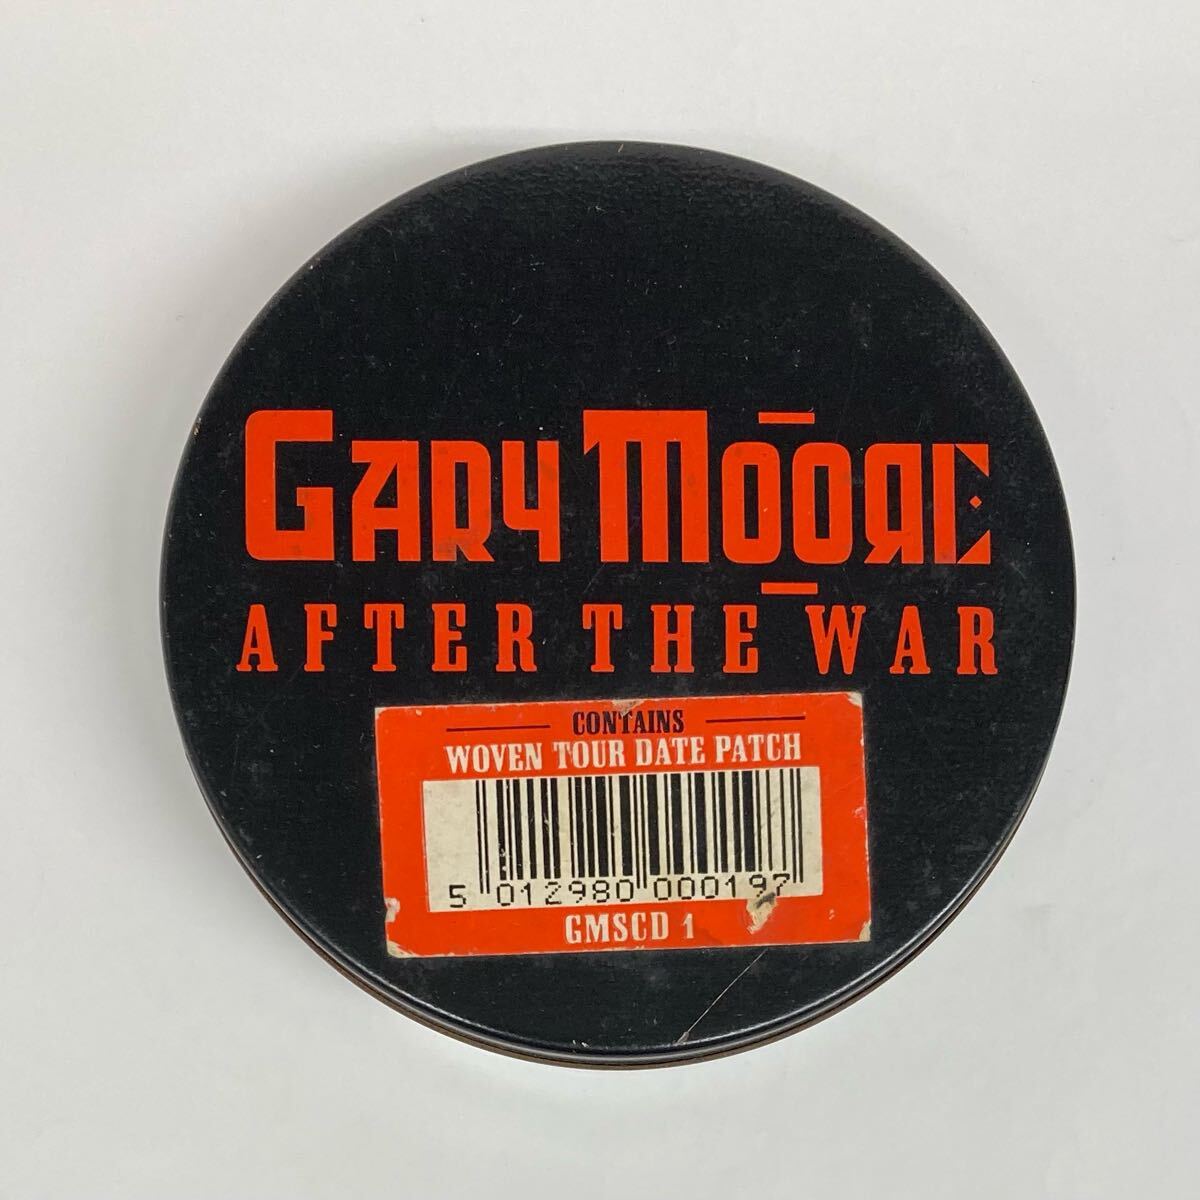 GARY MOORE
AFTER THE WAR
CONTAINS
WOVEN TOUR DATE PATCH
5 012980 000197
GMSCD 1